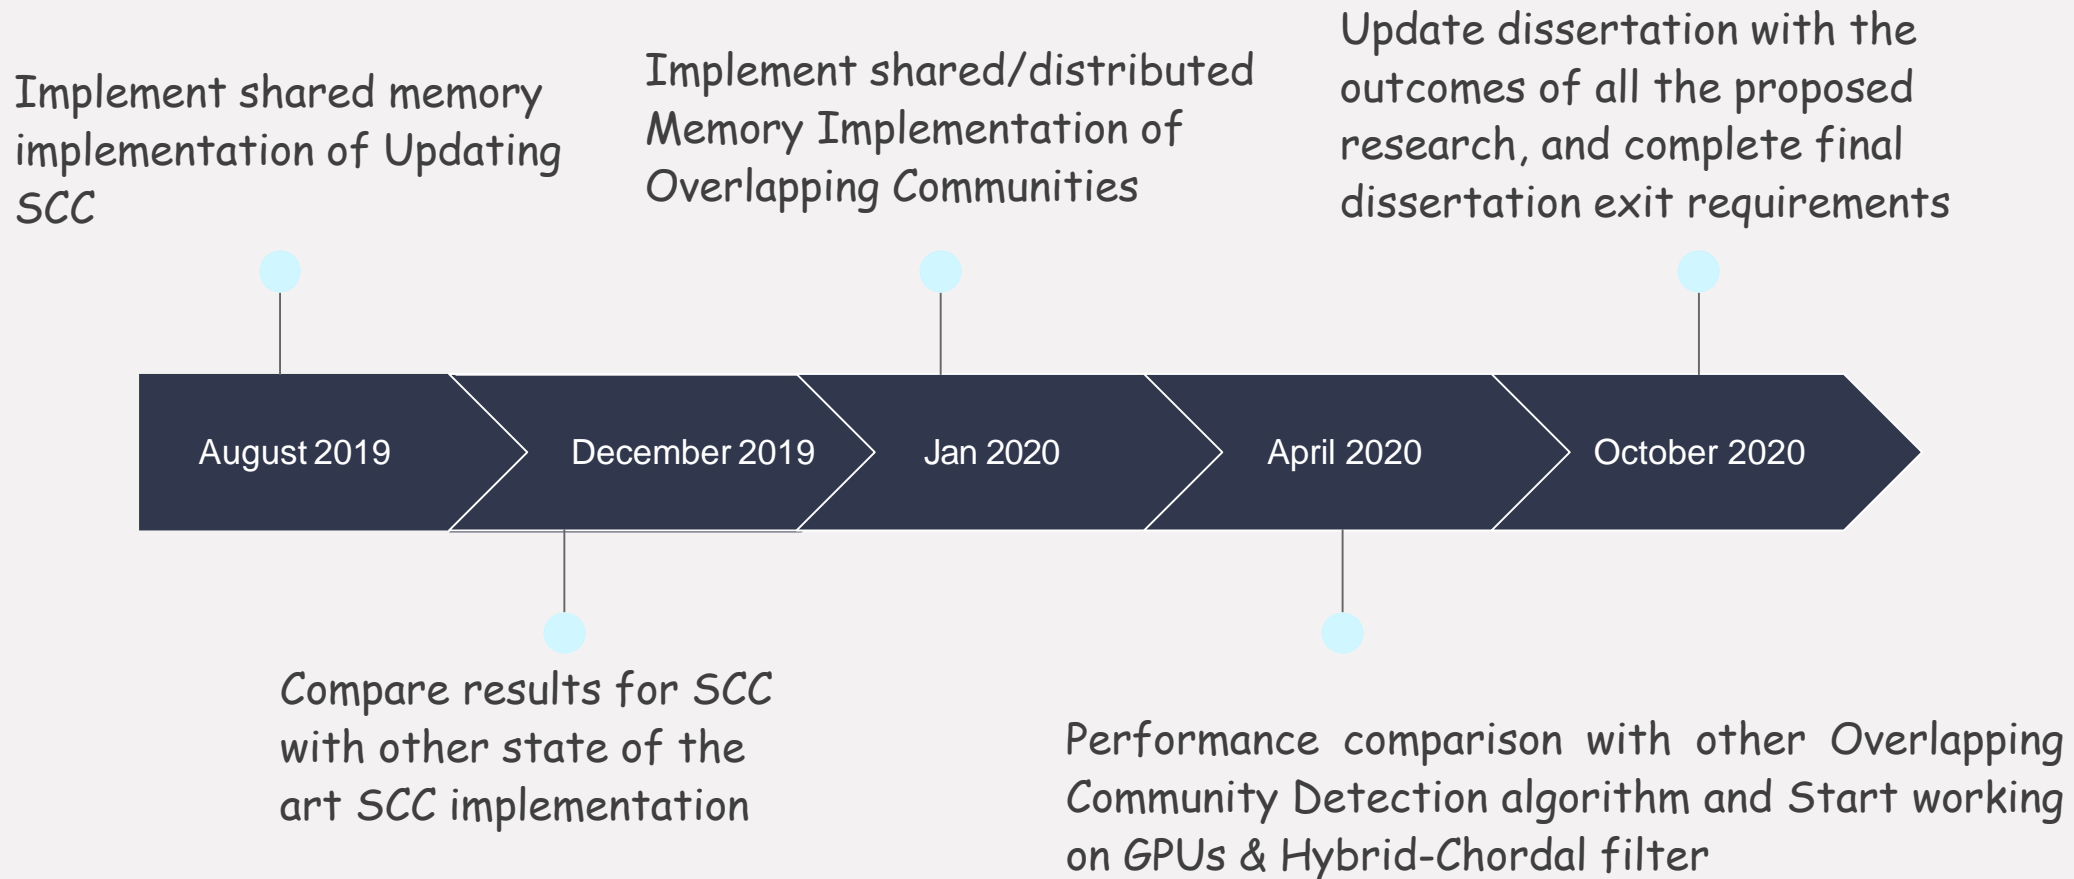 Implement shared memory
implementation of Updating
SCC
Implement shared/distributed
Memory Implementation of
Overlapping Communities
Update dissertation with the
outcomes of all the proposed
research, and complete final
dissertation exit requirements
August 2019
December 2019
Jan 2020
April 2020
October 2020
Compare results for SCC
with other state of the
art SCC implementation
Performance comparison with other Overlapping
Community Detection algorithm and Start working
on GPUs & Hybrid-Chordal filter